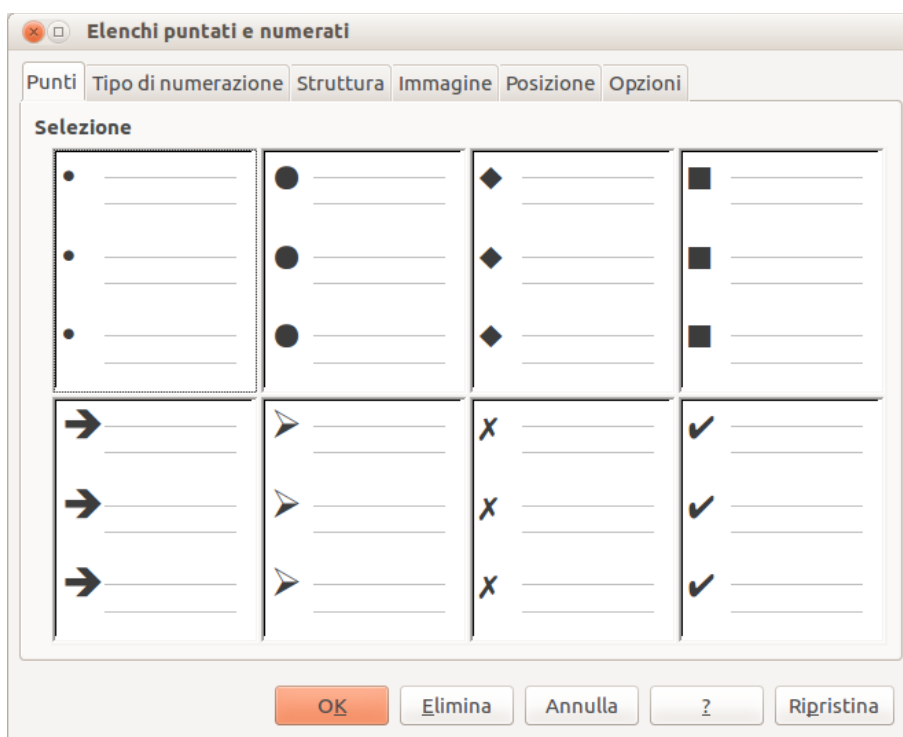 Elenchi puntati e numerati
Punti Tipo di numerazione Struttura Immagine Posizione Opzioni
Selezione
OK Elimina Annulla ? Ripristina